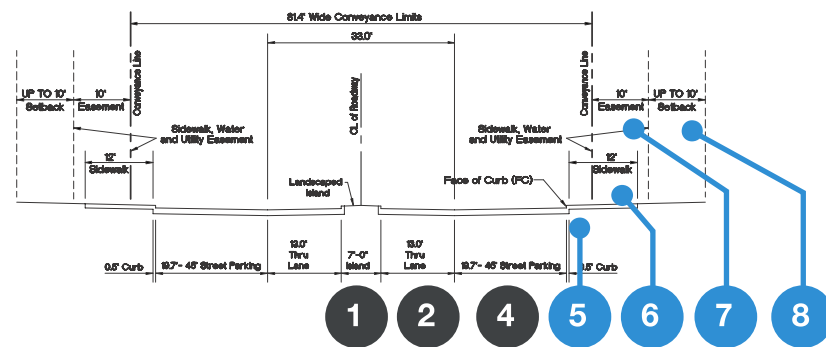 81.4' Wide Conveyance Limits
33.0'
Conveyance Line
CL of Roadway
Conveyance Line
UP TO 10'
Setback
10'
Easement
10'
Easement
UP TO 10'
Setback
Sidewalk, Water
and Utility Easement
Sidewalk, Water
and Utility Easement
12'
Sidewalk
12'
Sidewalk
Landscaped
Island
Face of Curb (FC)
0.5' Curb
19.7'- 45° Street Parking
13.0'
Thru
Lane
7'-0"
Island
13.0'
Thru
Lane
19.7'- 45° Street Parking
0.5' Curb
1
2
4
5
6
7
8